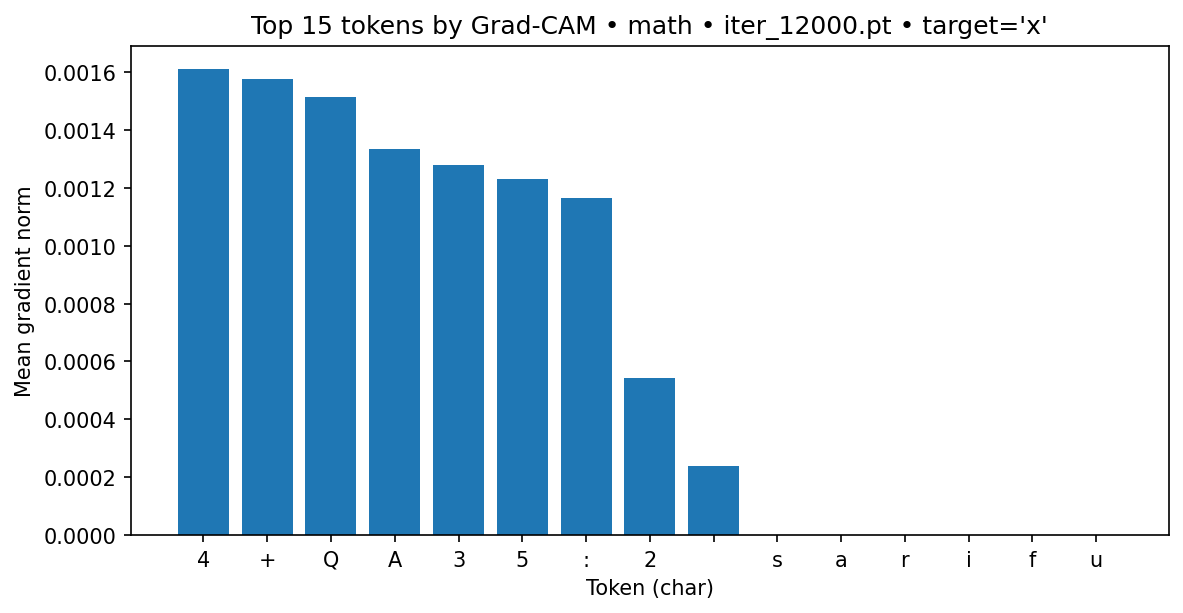 Top 15 tokens by Grad-CAM • math • iter_12000.pt • target='x'
Mean gradient norm
0.0016
0.0014
0.0012
0.0010
0.0008
0.0006
0.0004
0.0002
0.0000
4 + Q A 3 5 : 2 s a r i f u
Token (char)